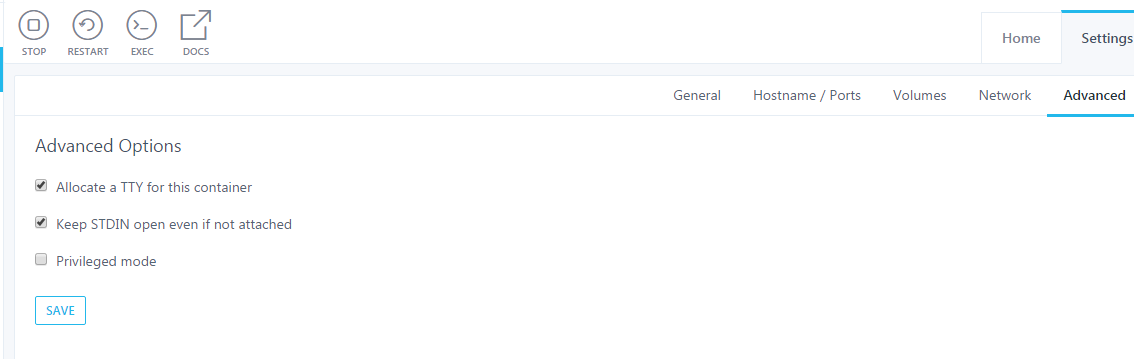 STOP RESTART EXEC DOCS
Home Settings
General Hostname / Ports Volumes Network Advanced
Advanced Options
Allocate a TTY for this container
Keep STDIN open even if not attached
Privileged mode
SAVE